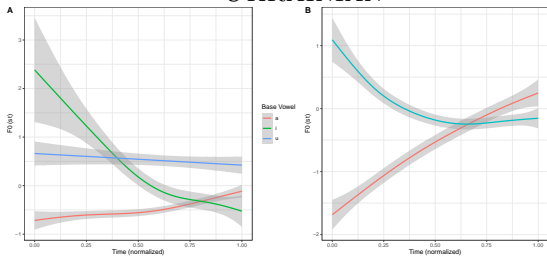 A
B
F0 (st)
3
2
1
0
−1
0.00
0.25
0.50
0.75
1.00
Time (normalized)
Base Vowel
a
i
u
F0 (st)
1
0
−1
−2
0.00
0.25
0.50
0.75
1.00
Time (normalized)